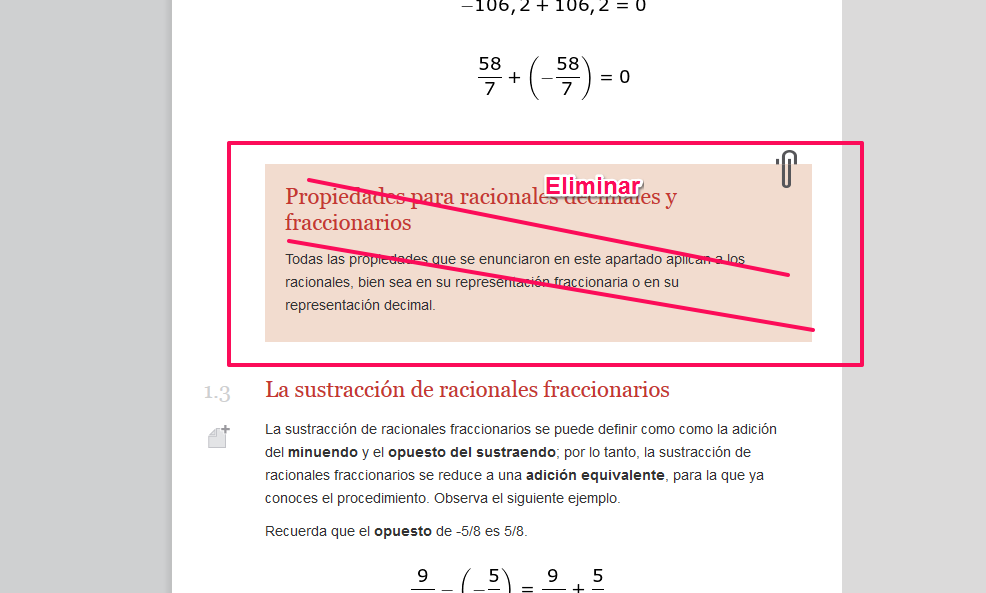 −106, 2 + 106, 2 = 0
58/7 + (−58/7) = 0
Eliminar
Propiedades para racionales decimales y
fraccionarios
Todas las propiedades que se enunciaron en este apartado aplican a los
racionales, bien sea en su representación fraccionaria o en su
representación decimal.
1.3 La sustracción de racionales fraccionarios
La sustracción de racionales fraccionarios se puede definir como como la adición
del minuendo y el opuesto del sustraendo; por lo tanto, la sustracción de
racionales fraccionarios se reduce a una adición equivalente, para la que ya
conoces el procedimiento. Observa el siguiente ejemplo.
Recuerda que el opuesto de -5/8 es 5/8.
9 − (−5) = 9 + 5